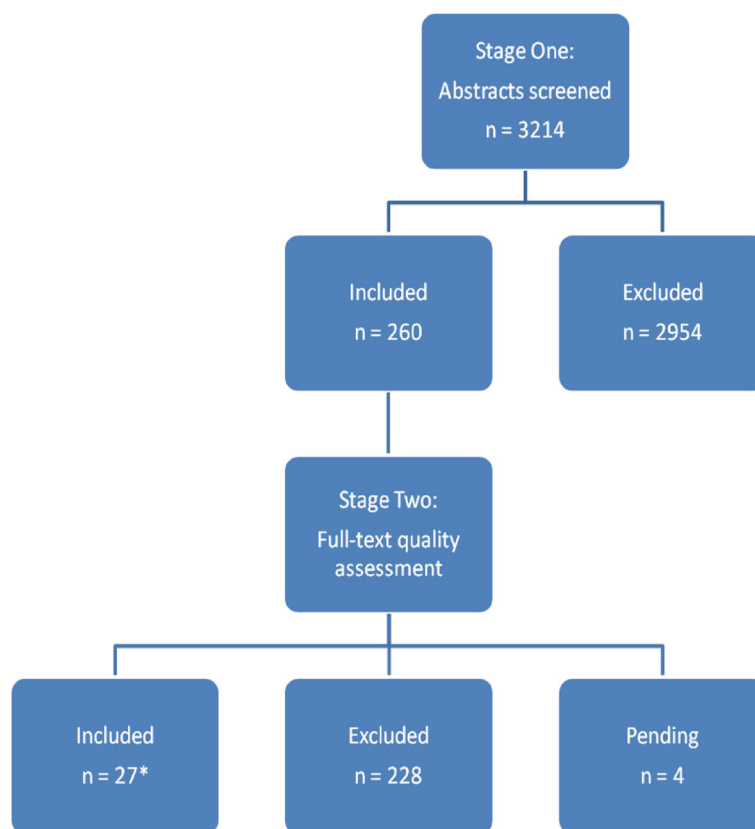 Stage One:
Abstracts screened
n = 3214
Included
n = 260
Excluded
n = 2954
Stage Two:
Full-text quality
assessment
Included
n = 27*
Excluded
n = 228
Pending
n = 4